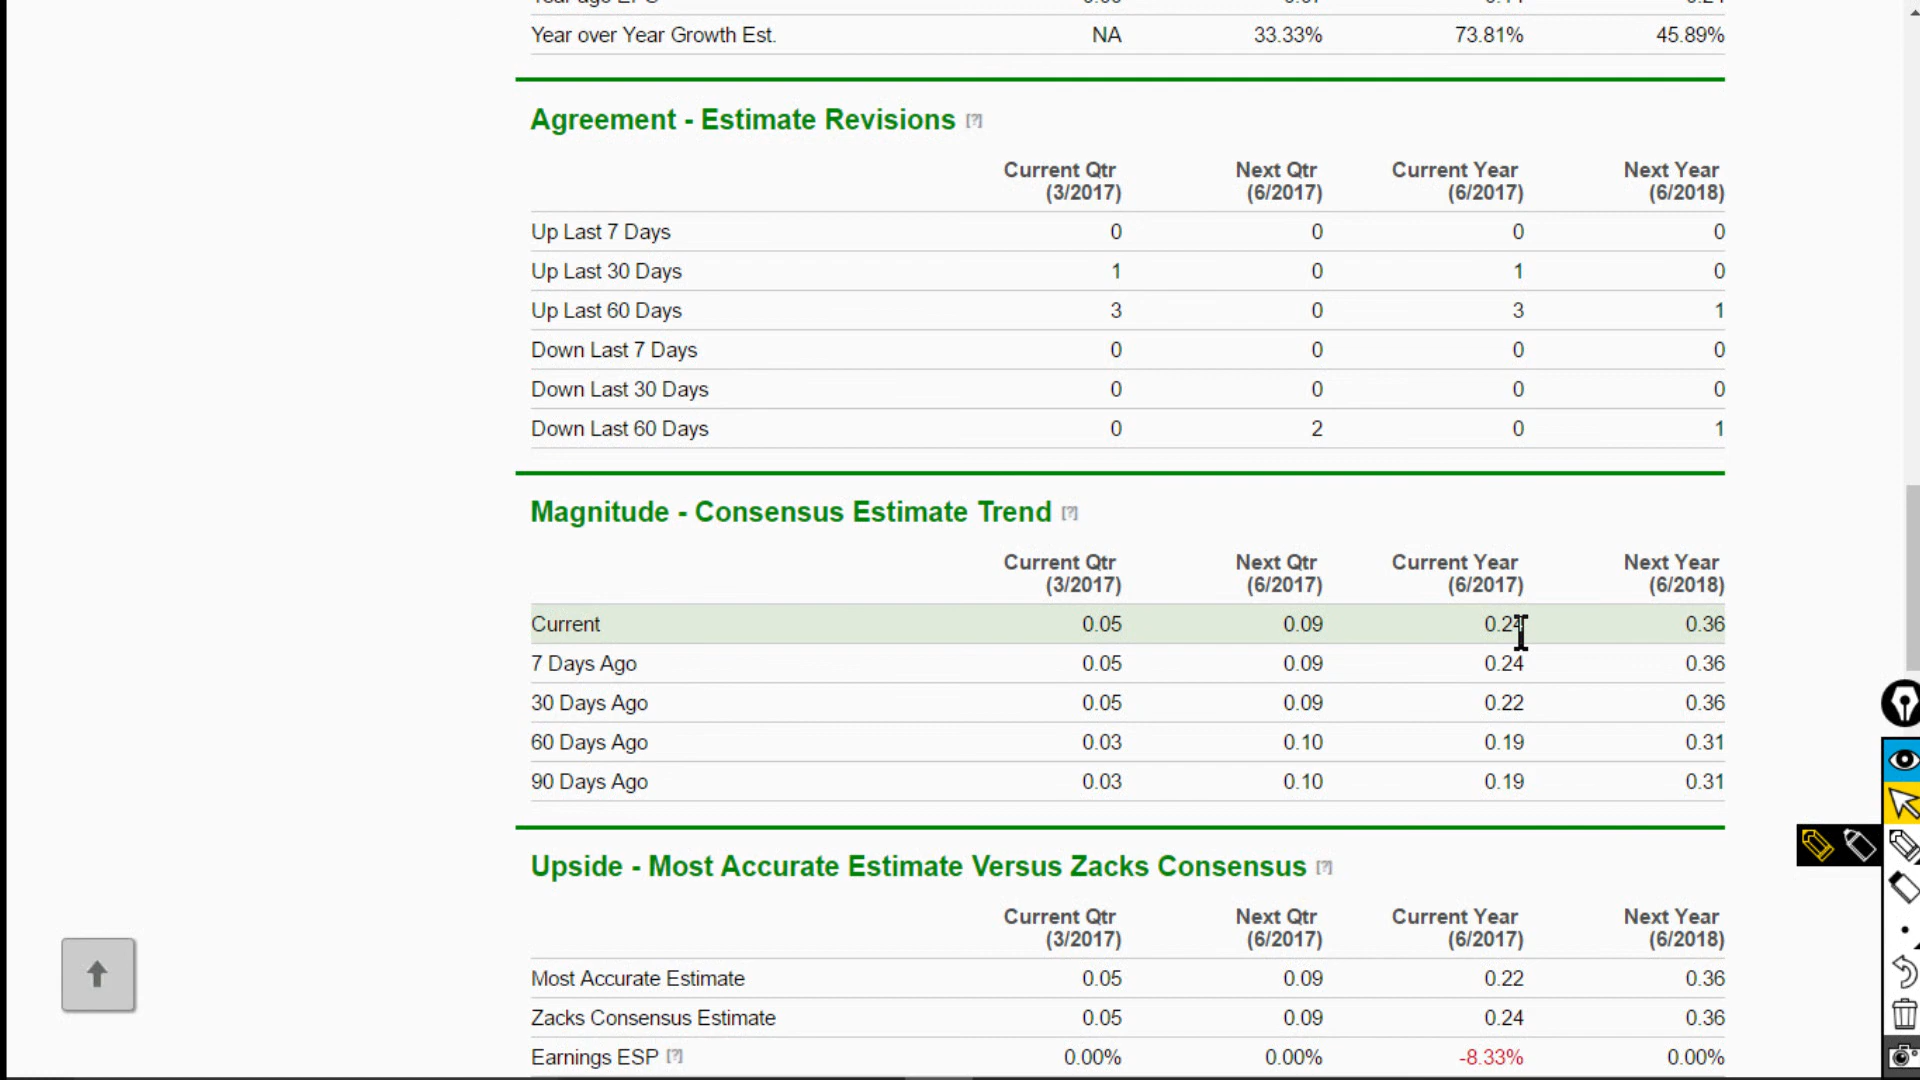 Year over Year Growth Est. NA 33.33% 73.81% 45.89%
Agreement - Estimate Revisions [?]
Current Qtr Next Qtr Current Year Next Year
(3/2017) (6/2017) (6/2017) (6/2018)
Up Last 7 Days 0 0 0 0
Up Last 30 Days 1 0 1 0
Up Last 60 Days 3 0 3 1
Down Last 7 Days 0 0 0 0
Down Last 30 Days 0 0 0 0
Down Last 60 Days 0 2 0 1
Magnitude - Consensus Estimate Trend [?]
Current Qtr Next Qtr Current Year Next Year
(3/2017) (6/2017) (6/2017) (6/2018)
Current 0.05 0.09 0.24 0.36
7 Days Ago 0.05 0.09 0.24 0.36
30 Days Ago 0.05 0.09 0.22 0.36
60 Days Ago 0.03 0.10 0.19 0.31
90 Days Ago 0.03 0.10 0.19 0.31
Upside - Most Accurate Estimate Versus Zacks Consensus [?]
Current Qtr Next Qtr Current Year Next Year
(3/2017) (6/2017) (6/2017) (6/2018)
Most Accurate Estimate 0.05 0.09 0.22 0.36
Zacks Consensus Estimate 0.05 0.09 0.24 0.36
Earnings ESP [?] 0.00% 0.00% -8.33% 0.00%